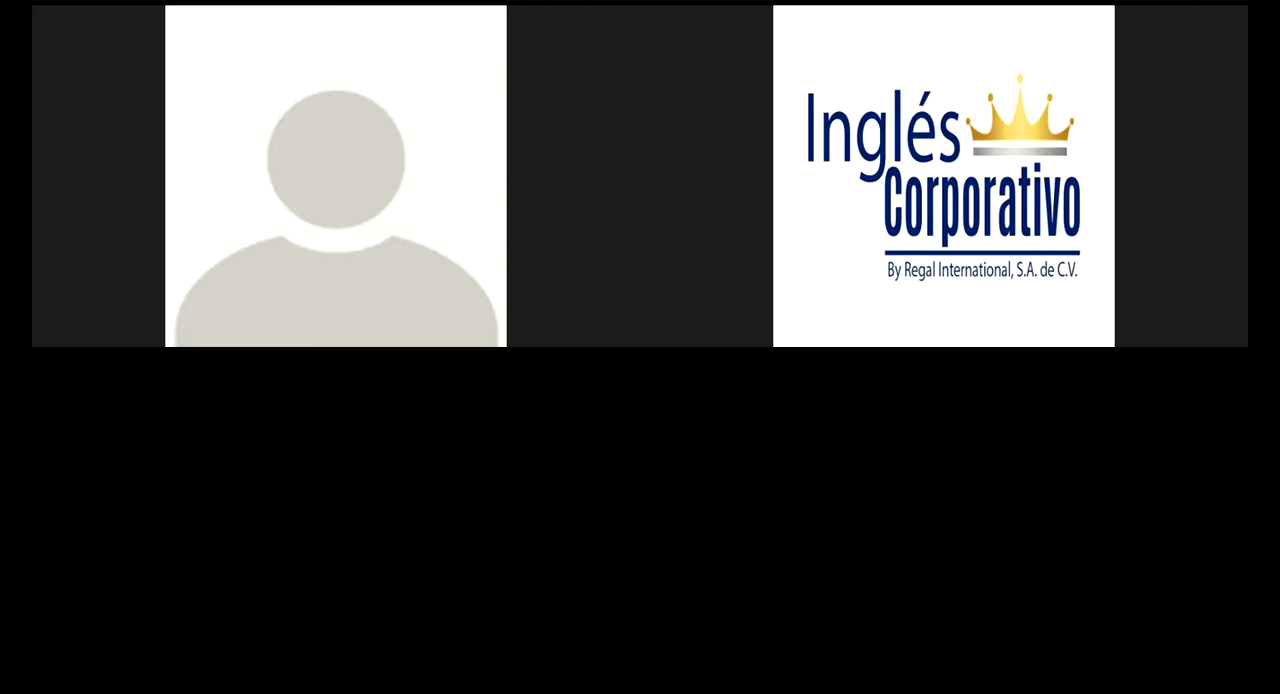 Inglés
Corporativo
By Regal International, S.A. de C.V.